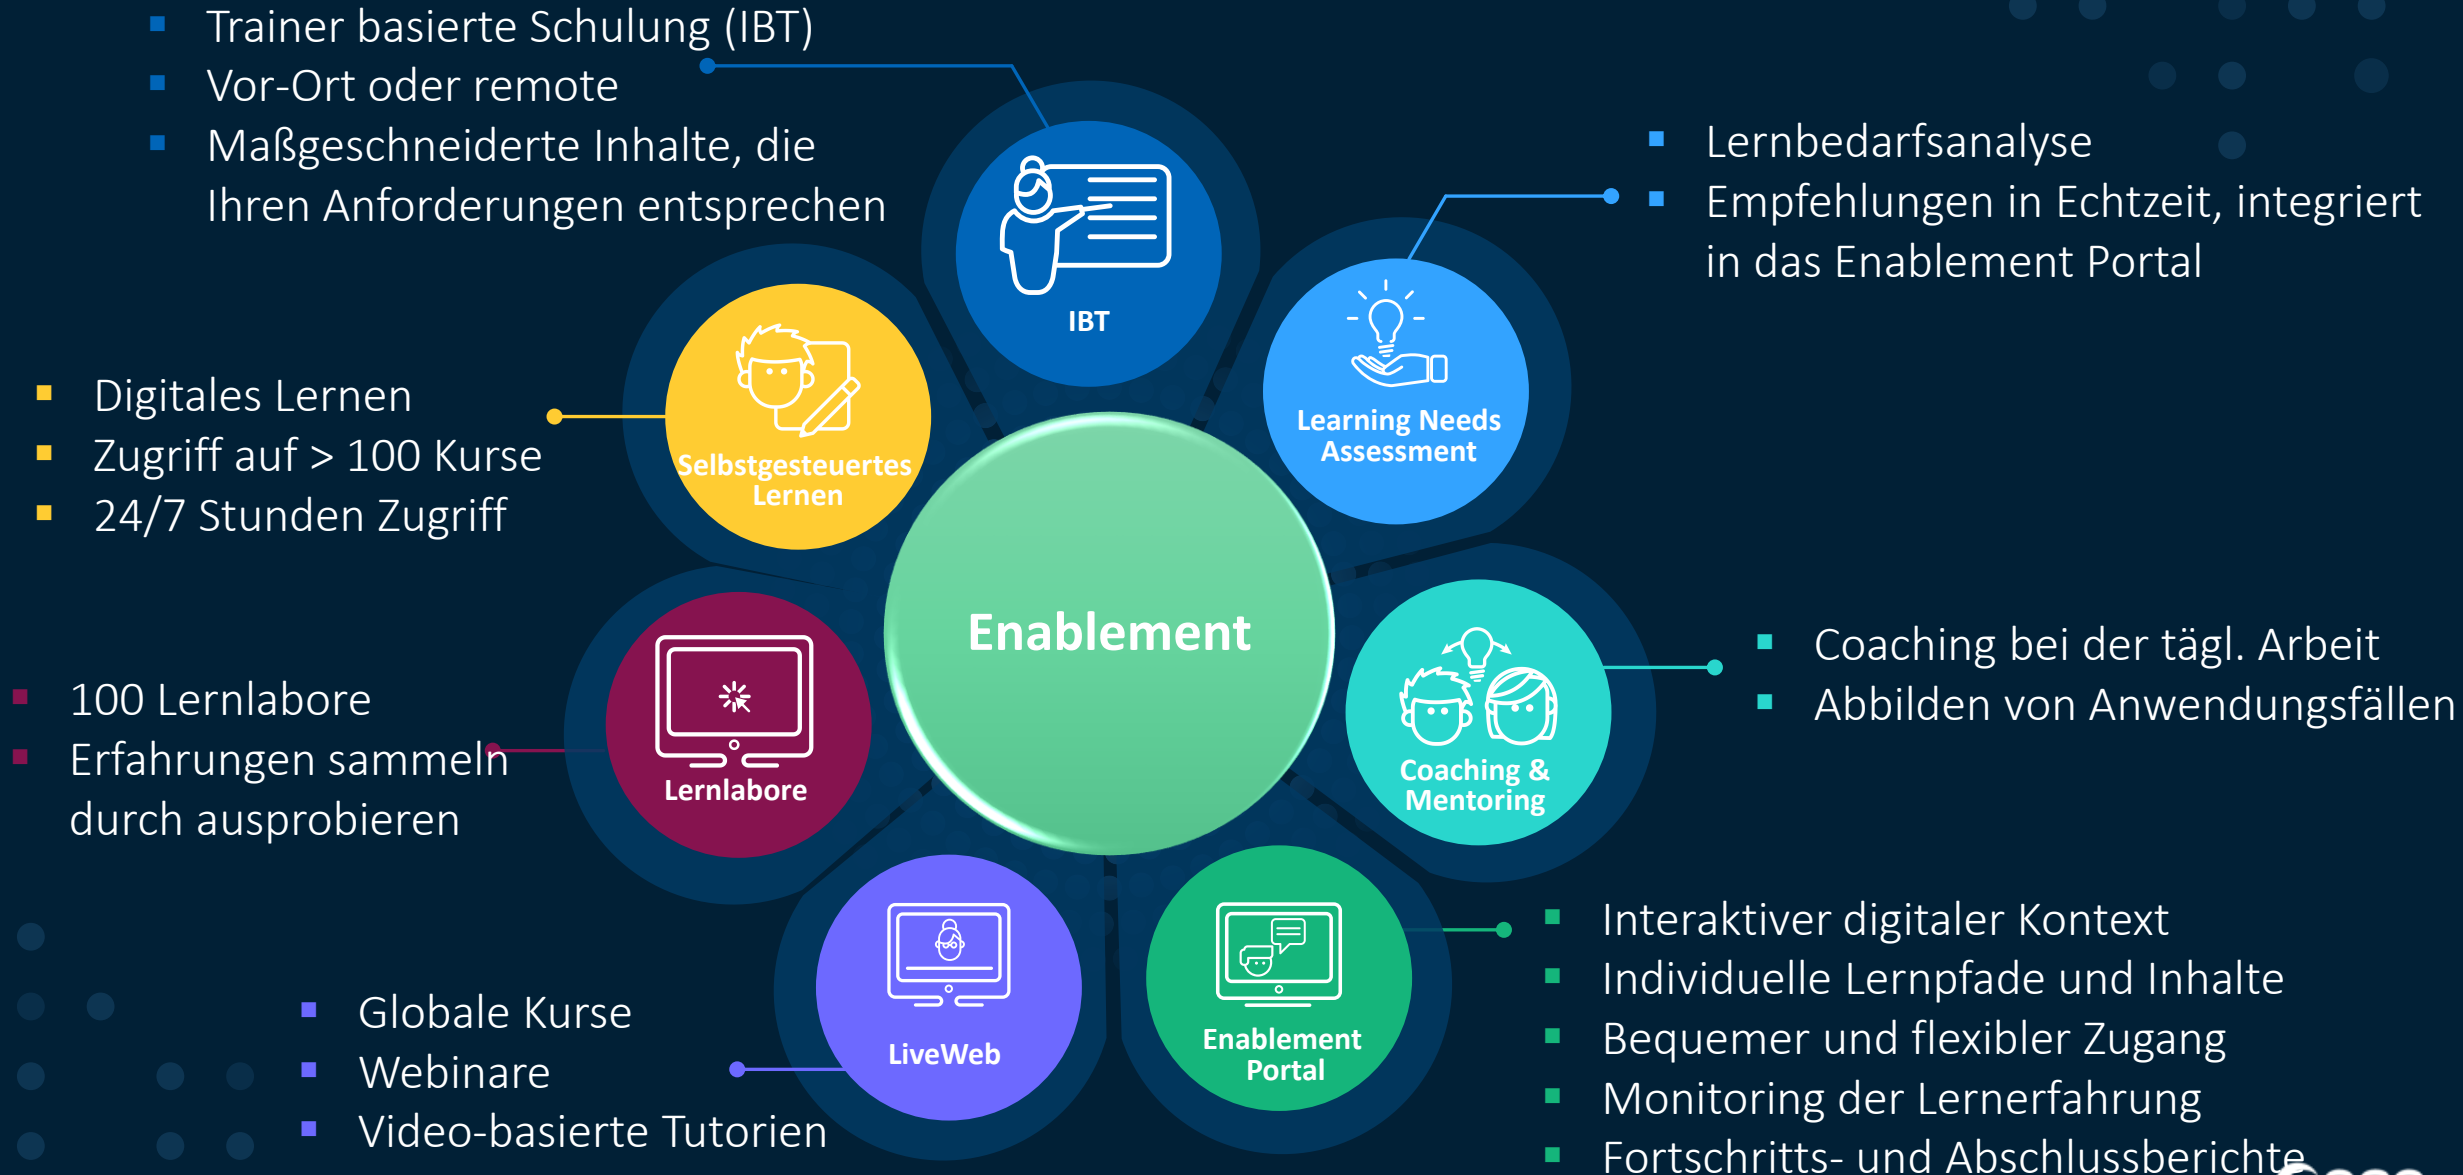 Trainer basierte Schulung (IBT)
Vor-Ort oder remote
Maßgeschneiderte Inhalte, die
Ihren Anforderungen entsprechen
IBT
Lernbedarfsanalyse
Empfehlungen in Echtzeit, integriert
in das Enablement Portal
Learning Needs
Assessment
Digitales Lernen
Zugriff auf > 100 Kurse
24/7 Stunden Zugriff
Selbstgesteuertes
Lernen
Enablement
Coaching bei der tägl. Arbeit
Abbilden von Anwendungsfällen
Coaching &
Mentoring
100 Lernlabore
Erfahrungen sammeln
durch ausprobieren
Lernlabore
Globale Kurse
Webinare
Video-basierte Tutorien
LiveWeb
Enablement
Portal
Interaktiver digitaler Kontext
Individuelle Lernpfade und Inhalte
Bequemer und flexibler Zugang
Monitoring der Lernerfahrung
Fortschritts- und Abschlussberichte